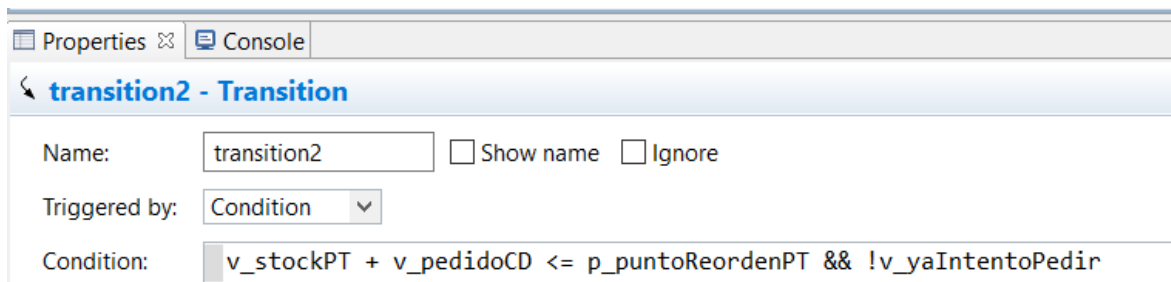 Properties Console
transition2 - Transition
Name: transition2 Show name Ignore
Triggered by: Condition
Condition: v_stockPT + v_pedidoCD <= p_puntoReordenPT && !v_yaIntentoPedir